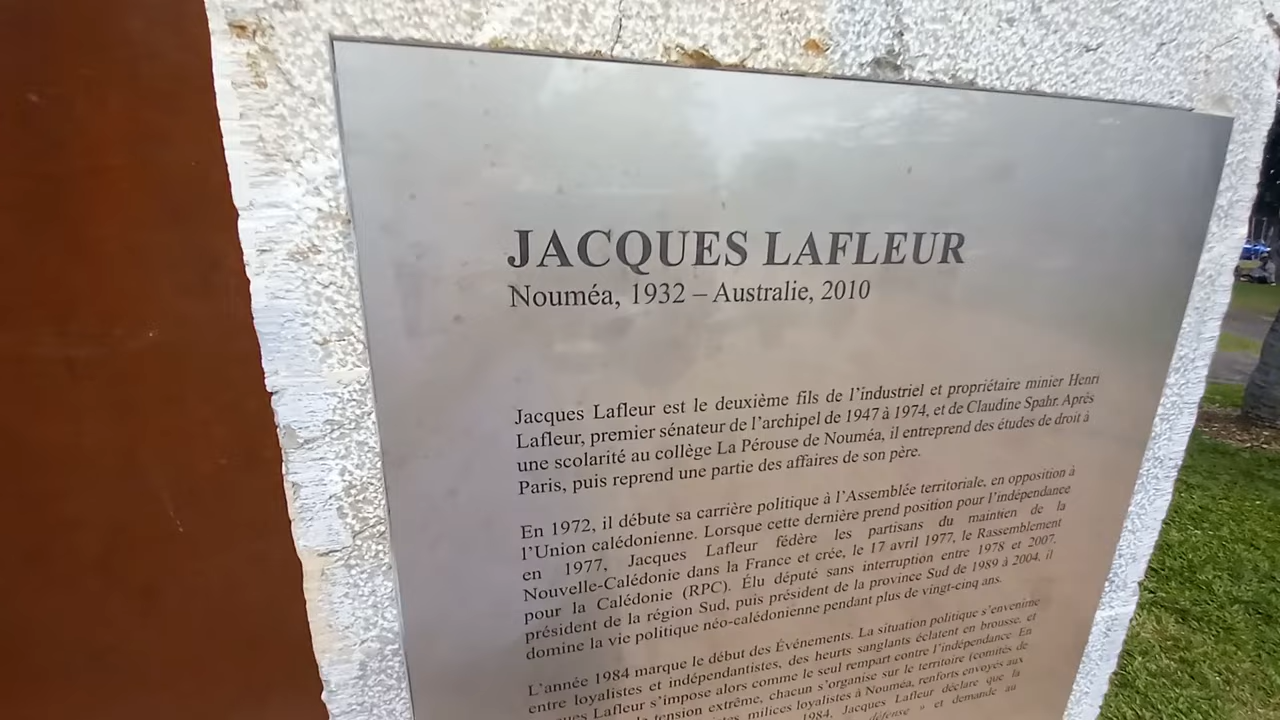 JACQUES LAFLEUR
Nouméa, 1932 – Australie, 2010
Jacques Lafleur est le deuxième fils de l'industriel et propriétaire minier Henri
Lafleur, premier sénateur de l'archipel de 1947 à 1974, et de Claudine Spahr. Après
une scolarité au collège La Pérouse de Nouméa, il entreprend des études de droit à
Paris, puis reprend une partie des affaires de son père.
En 1972, il débute sa carrière politique à l'Assemblée territoriale, en opposition à
l'Union calédonienne. Lorsque cette dernière prend position pour l'indépendance
en 1977, Jacques Lafleur fédère les partisans du maintien de la
Nouvelle-Calédonie dans la France et crée, le 17 avril 1977, le Rassemblement
pour la Calédonie (RPC). Élu député sans interruption entre 1978 et 2007,
président de la région Sud, puis président de la province Sud de 1989 à 2004, il
domine la vie politique néo-calédonienne pendant plus de vingt-cinq ans.
L'année 1984 marque le début des Événements. La situation politique s'envenime
entre loyalistes et indépendantistes, des heurts sanglants éclatent en brousse, et
Lafleur s'impose alors comme le seul rempart contre l'indépendance. En
tension extrême, chacun s'organise sur le territoire (comités de
milices loyalistes à Nouméa, renforts envoyés aux
1984, Jacques Lafleur déclare que la
défense » et demande au